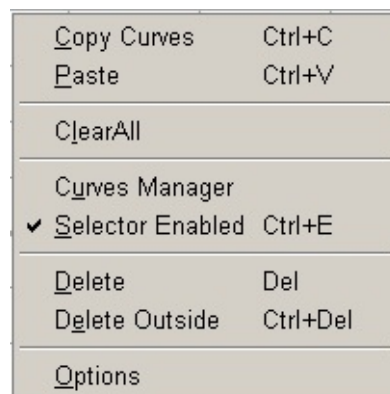 Copy Curves Ctrl+C
Paste Ctrl+V
ClearAll
Curves Manager
Selector Enabled Ctrl+E
Delete Del
Delete Outside Ctrl+Del
Options